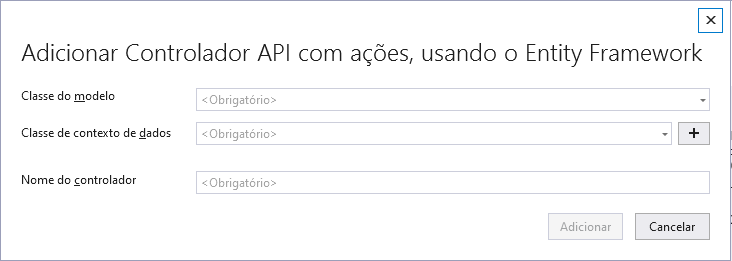 Adicionar Controlador API com ações, usando o Entity Framework
Classe do modelo
<Obrigatório>
Classe de contexto de dados
<Obrigatório>
Nome do controlador
<Obrigatório>
Adicionar
Cancelar